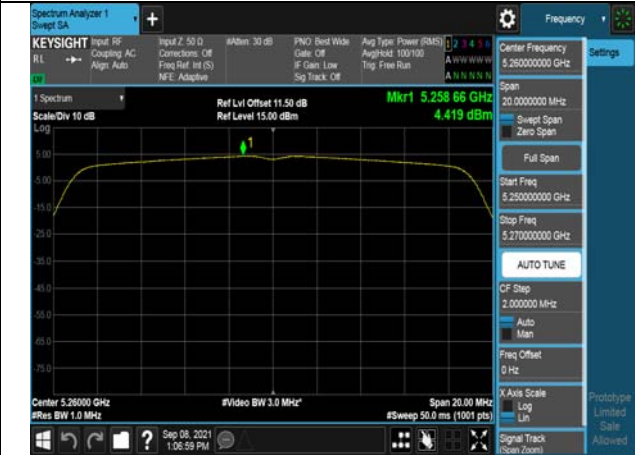 Spectrum Analyzer 1
Swept SA
+
Frequency
KEYSIGHT
RL
Input: RF
Coupling: AC
Align: Auto
Input Z: 50 Ω
Corrections: Off
Freq Ref: Int (S)
NFE: Adaptive
#Atten: 30 dB
PNO: Best Wide
Gate: Off
IF Gain: Low
Sig Track: Off
Avg Type: Power (RMS)
Avg|Hold: 100/100
Trig: Free Run
1 2 3 4 5 6
A W W W W W
A N N N N N
1 Spectrum
Scale/Div 10 dB
Log
Ref Lvl Offset 11.50 dB
Ref Level 15.00 dBm
Mkr1 5.258 66 GHz
4.419 dBm
1
5.00
-5.00
-15.0
-25.0
-35.0
-45.0
-55.0
-65.0
-75.0
Center 5.26000 GHz
#Res BW 1.0 MHz
#Video BW 3.0 MHz*
Span 20.00 MHz
#Sweep 50.0 ms (1001 pts)
?
Sep 08, 2021
1:06:59 PM
Center Frequency
5.260000000 GHz
Settings
Span
20.0000000 MHz
Swept Span
Zero Span
Full Span
Start Freq
5.250000000 GHz
Stop Freq
5.270000000 GHz
AUTO TUNE
CF Step
2.000000 MHz
Auto
Man
Freq Offset
0 Hz
X Axis Scale
Log
Lin
Signal Track
(Span Zoom)
Prototype
Limited
Sale
Allowed